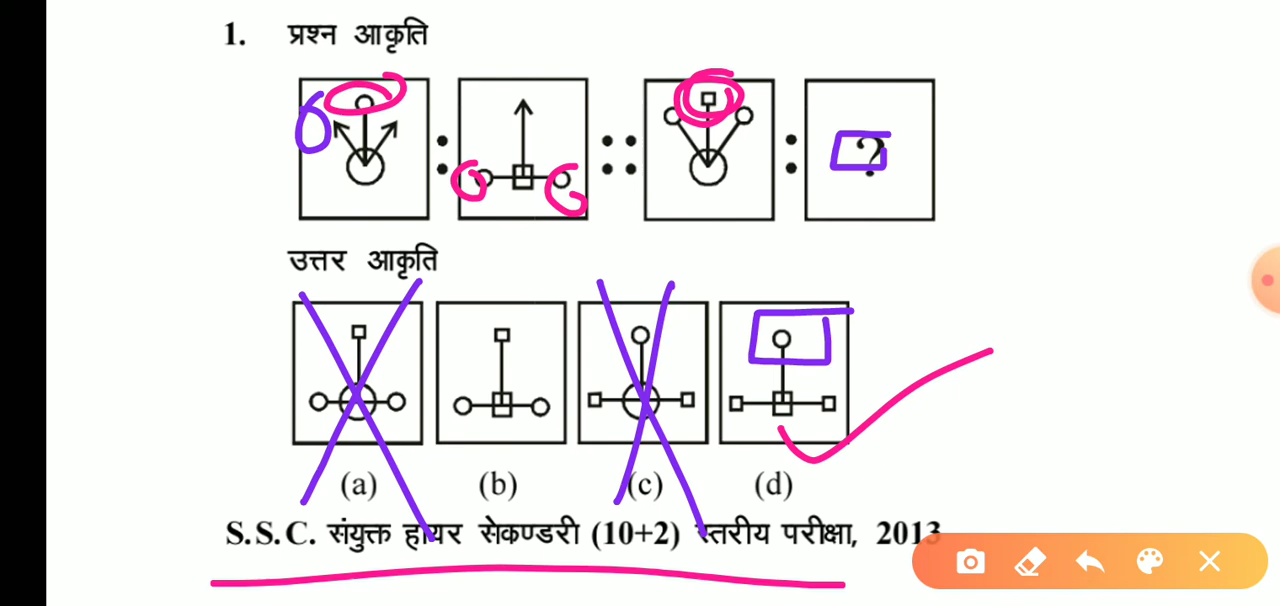 1. प्रश्न आकृति
?
उत्तर आकृति
(a) (b) (c) (d)
S.S.C. संयुक्त हायर सेकण्डरी (10+2) स्तरीय परीक्षा, 2013